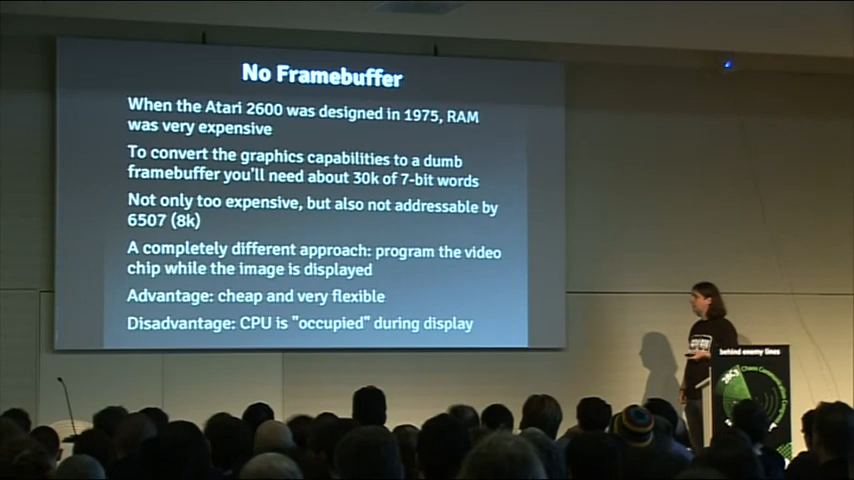 No Framebuffer
When the Atari 2600 was designed in 1975, RAM
was very expensive
To convert the graphics capabilities to a dumb
framebuffer you'll need about 30k of 7-bit words
Not only too expensive, but also not addressable by
6507 (8k)
A completely different approach: program the video
chip while the image is displayed
Advantage: cheap and very flexible
Disadvantage: CPU is "occupied" during display
behind enemy lines
28C3